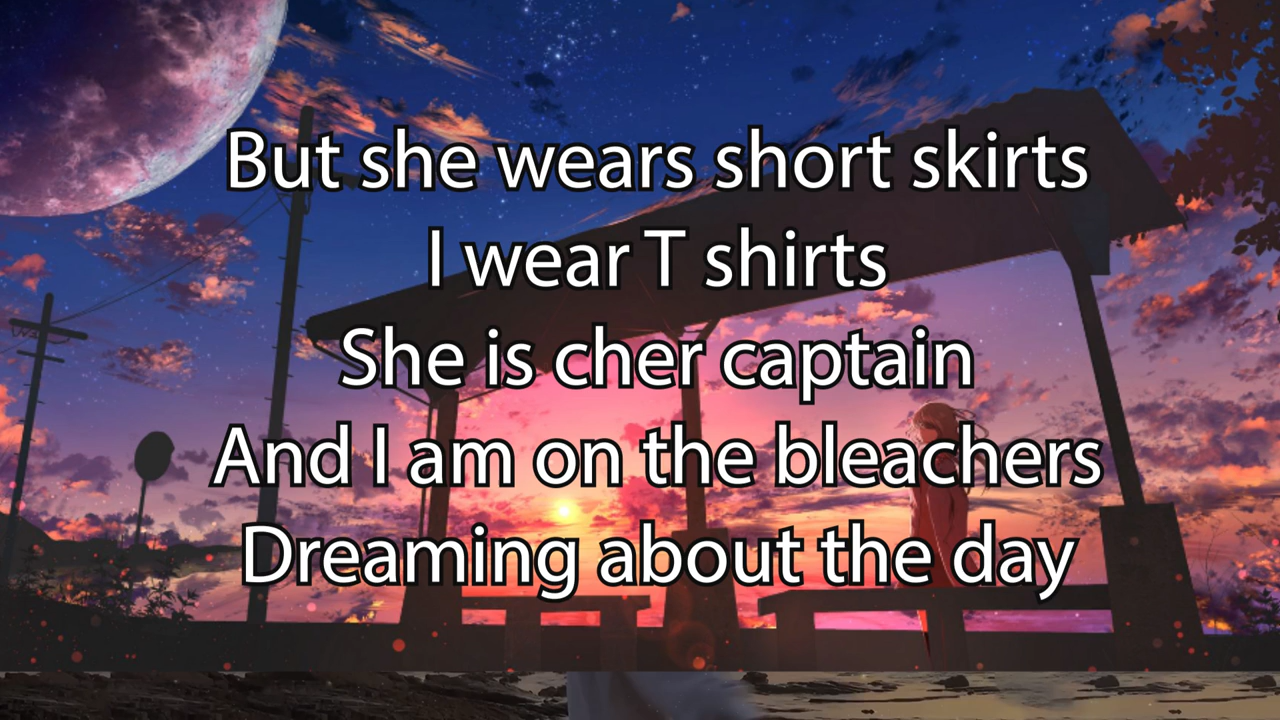 But she wears short skirts
I wear T shirts
She is cher captain
And I am on the bleachers
Dreaming about the day